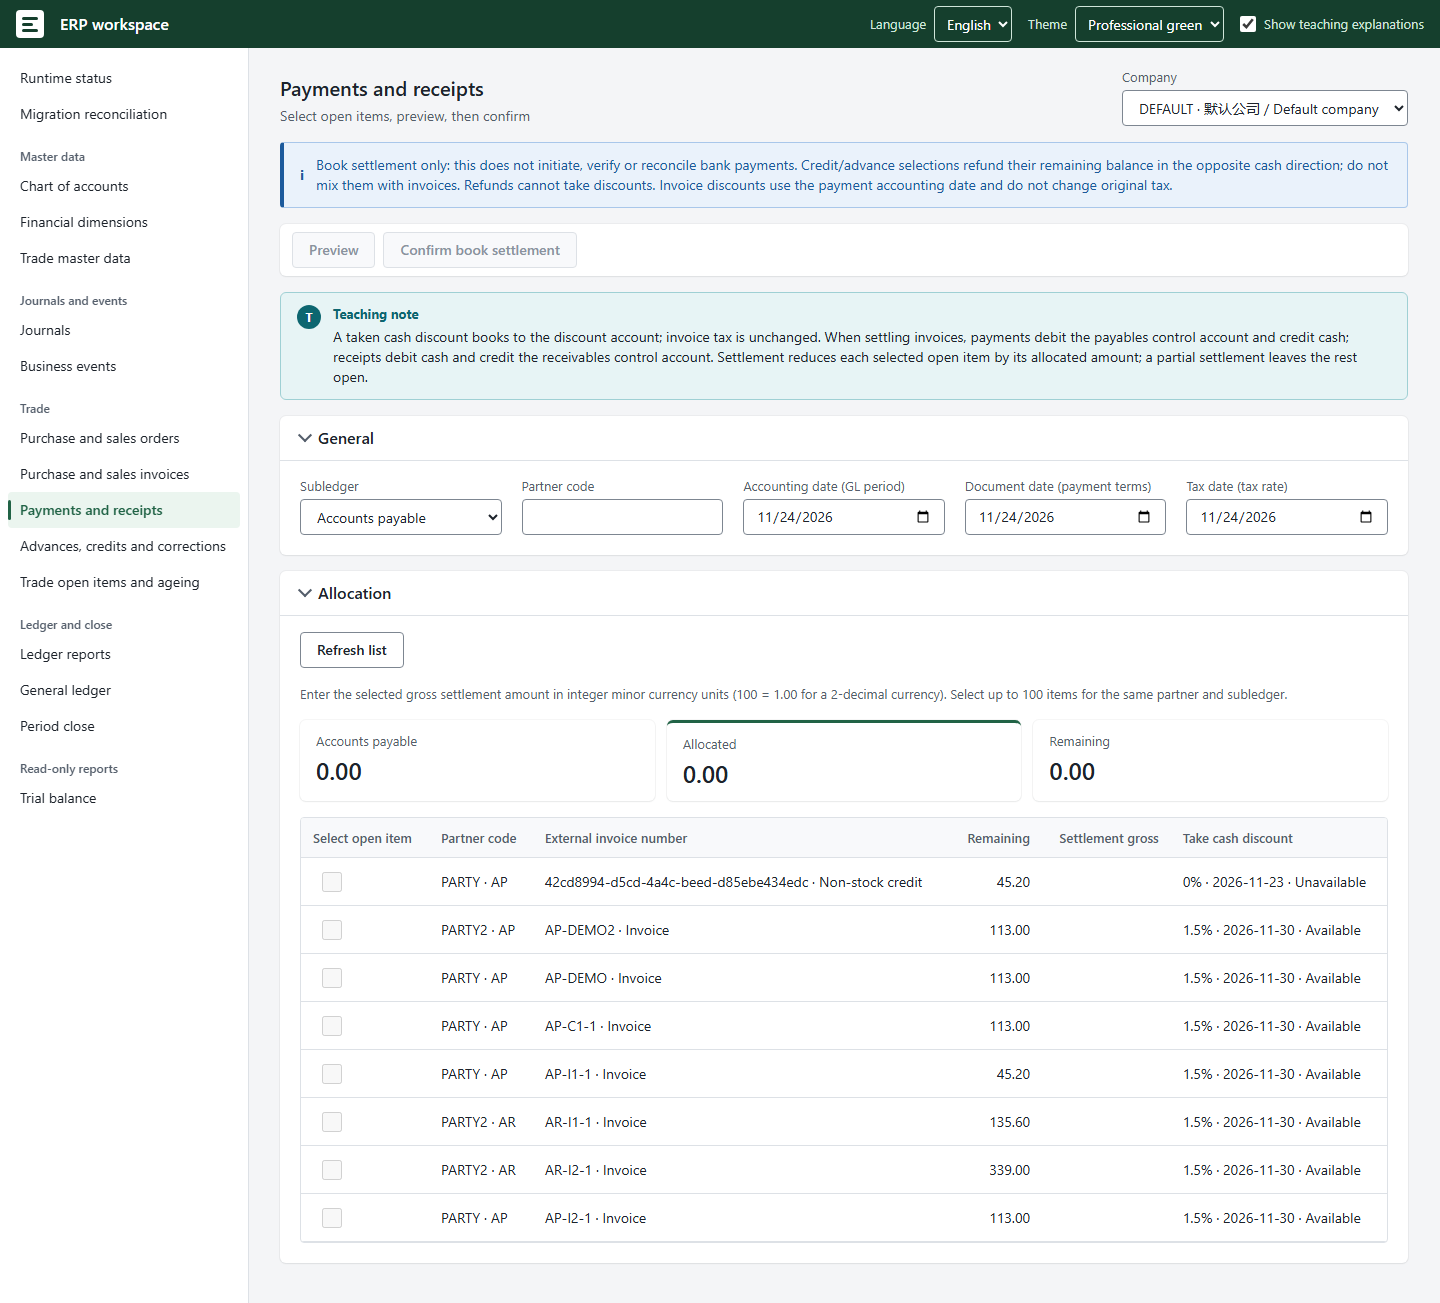 ERP workspace
Language
English
Theme
Professional green
Show teaching explanations
Runtime status
Migration reconciliation
Master data
Chart of accounts
Financial dimensions
Trade master data
Journals and events
Journals
Business events
Trade
Purchase and sales orders
Purchase and sales invoices
Payments and receipts
Advances, credits and corrections
Trade open items and ageing
Ledger and close
Ledger reports
General ledger
Period close
Read-only reports
Trial balance
Payments and receipts
Select open items, preview, then confirm
Company
DEFAULT · 默认公司 / Default company
i
Book settlement only: this does not initiate, verify or reconcile bank payments. Credit/advance selections refund their remaining balance in the opposite cash direction; do not
mix them with invoices. Refunds cannot take discounts. Invoice discounts use the payment accounting date and do not change original tax.
Preview
Confirm book settlement
T
Teaching note
A taken cash discount books to the discount account; invoice tax is unchanged. When settling invoices, payments debit the payables control account and credit cash;
receipts debit cash and credit the receivables control account. Settlement reduces each selected open item by its allocated amount; a partial settlement leaves the rest
open.
General
Subledger
Partner code
Accounting date (GL period)
Document date (payment terms)
Tax date (tax rate)
Accounts payable
11/24/2026
11/24/2026
11/24/2026
Allocation
Refresh list
Enter the selected gross settlement amount in integer minor currency units (100 = 1.00 for a 2-decimal currency). Select up to 100 items for the same partner and subledger.
Accounts payable
0.00
Allocated
0.00
Remaining
0.00
Select open item Partner code External invoice number Remaining Settlement gross Take cash discount
PARTY · AP 42cd8994-d5cd-4a4c-beed-d85ebe434edc · Non-stock credit 45.20 0% · 2026-11-23 · Unavailable
PARTY2 · AP AP-DEMO2 · Invoice 113.00 1.5% · 2026-11-30 · Available
PARTY · AP AP-DEMO · Invoice 113.00 1.5% · 2026-11-30 · Available
PARTY · AP AP-C1-1 · Invoice 113.00 1.5% · 2026-11-30 · Available
PARTY · AP AP-I1-1 · Invoice 45.20 1.5% · 2026-11-30 · Available
PARTY2 · AR AR-I1-1 · Invoice 135.60 1.5% · 2026-11-30 · Available
PARTY2 · AR AR-I2-1 · Invoice 339.00 1.5% · 2026-11-30 · Available
PARTY · AP AP-I2-1 · Invoice 113.00 1.5% · 2026-11-30 · Available